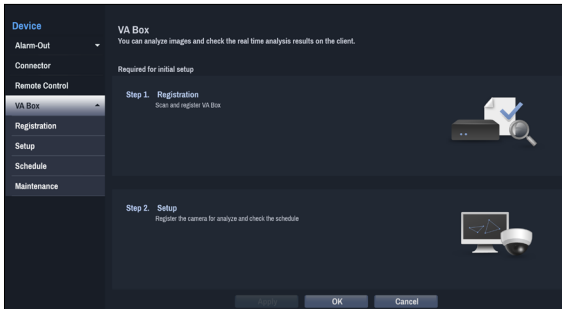 Device
Alarm-Out
Connector
Remote Control
VA Box
Registration
Setup
Schedule
Maintenance
VA Box
You can analyze images and check the real time analysis results on the client.
Required for initial setup
Step 1. Registration
Scan and register VA Box
Step 2. Setup
Register the camera for analyze and check the schedule
Apply OK Cancel